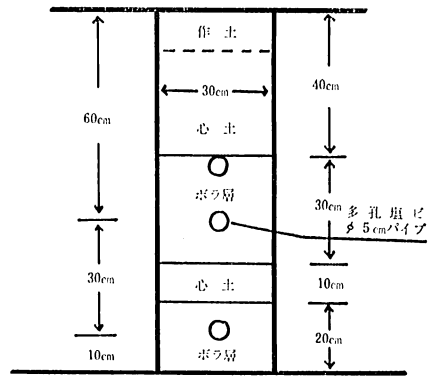 作土
30cm
40cm
60cm
心土
ボラ層
30cm
多孔塩ビ
φ5cmパイプ
30cm
心土
10cm
20cm
10cm
ボラ層